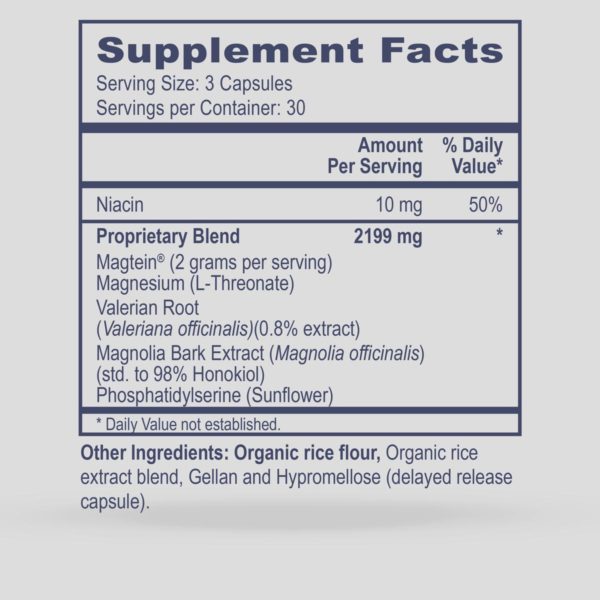 Supplement Facts
Serving Size: 3 Capsules
Servings per Container: 30
Amount % Daily
Per Serving Value*
Niacin 10 mg 50%
Proprietary Blend 2199 mg *
Magtein® (2 grams per serving)
Magnesium (L-Threonate)
Valerian Root
(Valeriana officinalis)(0.8% extract)
Magnolia Bark Extract (Magnolia officinalis)
(std. to 98% Honokiol)
Phosphatidylserine (Sunflower)
* Daily Value not established.
Other Ingredients: Organic rice flour, Organic rice
extract blend, Gellan and Hypromellose (delayed release
capsule).